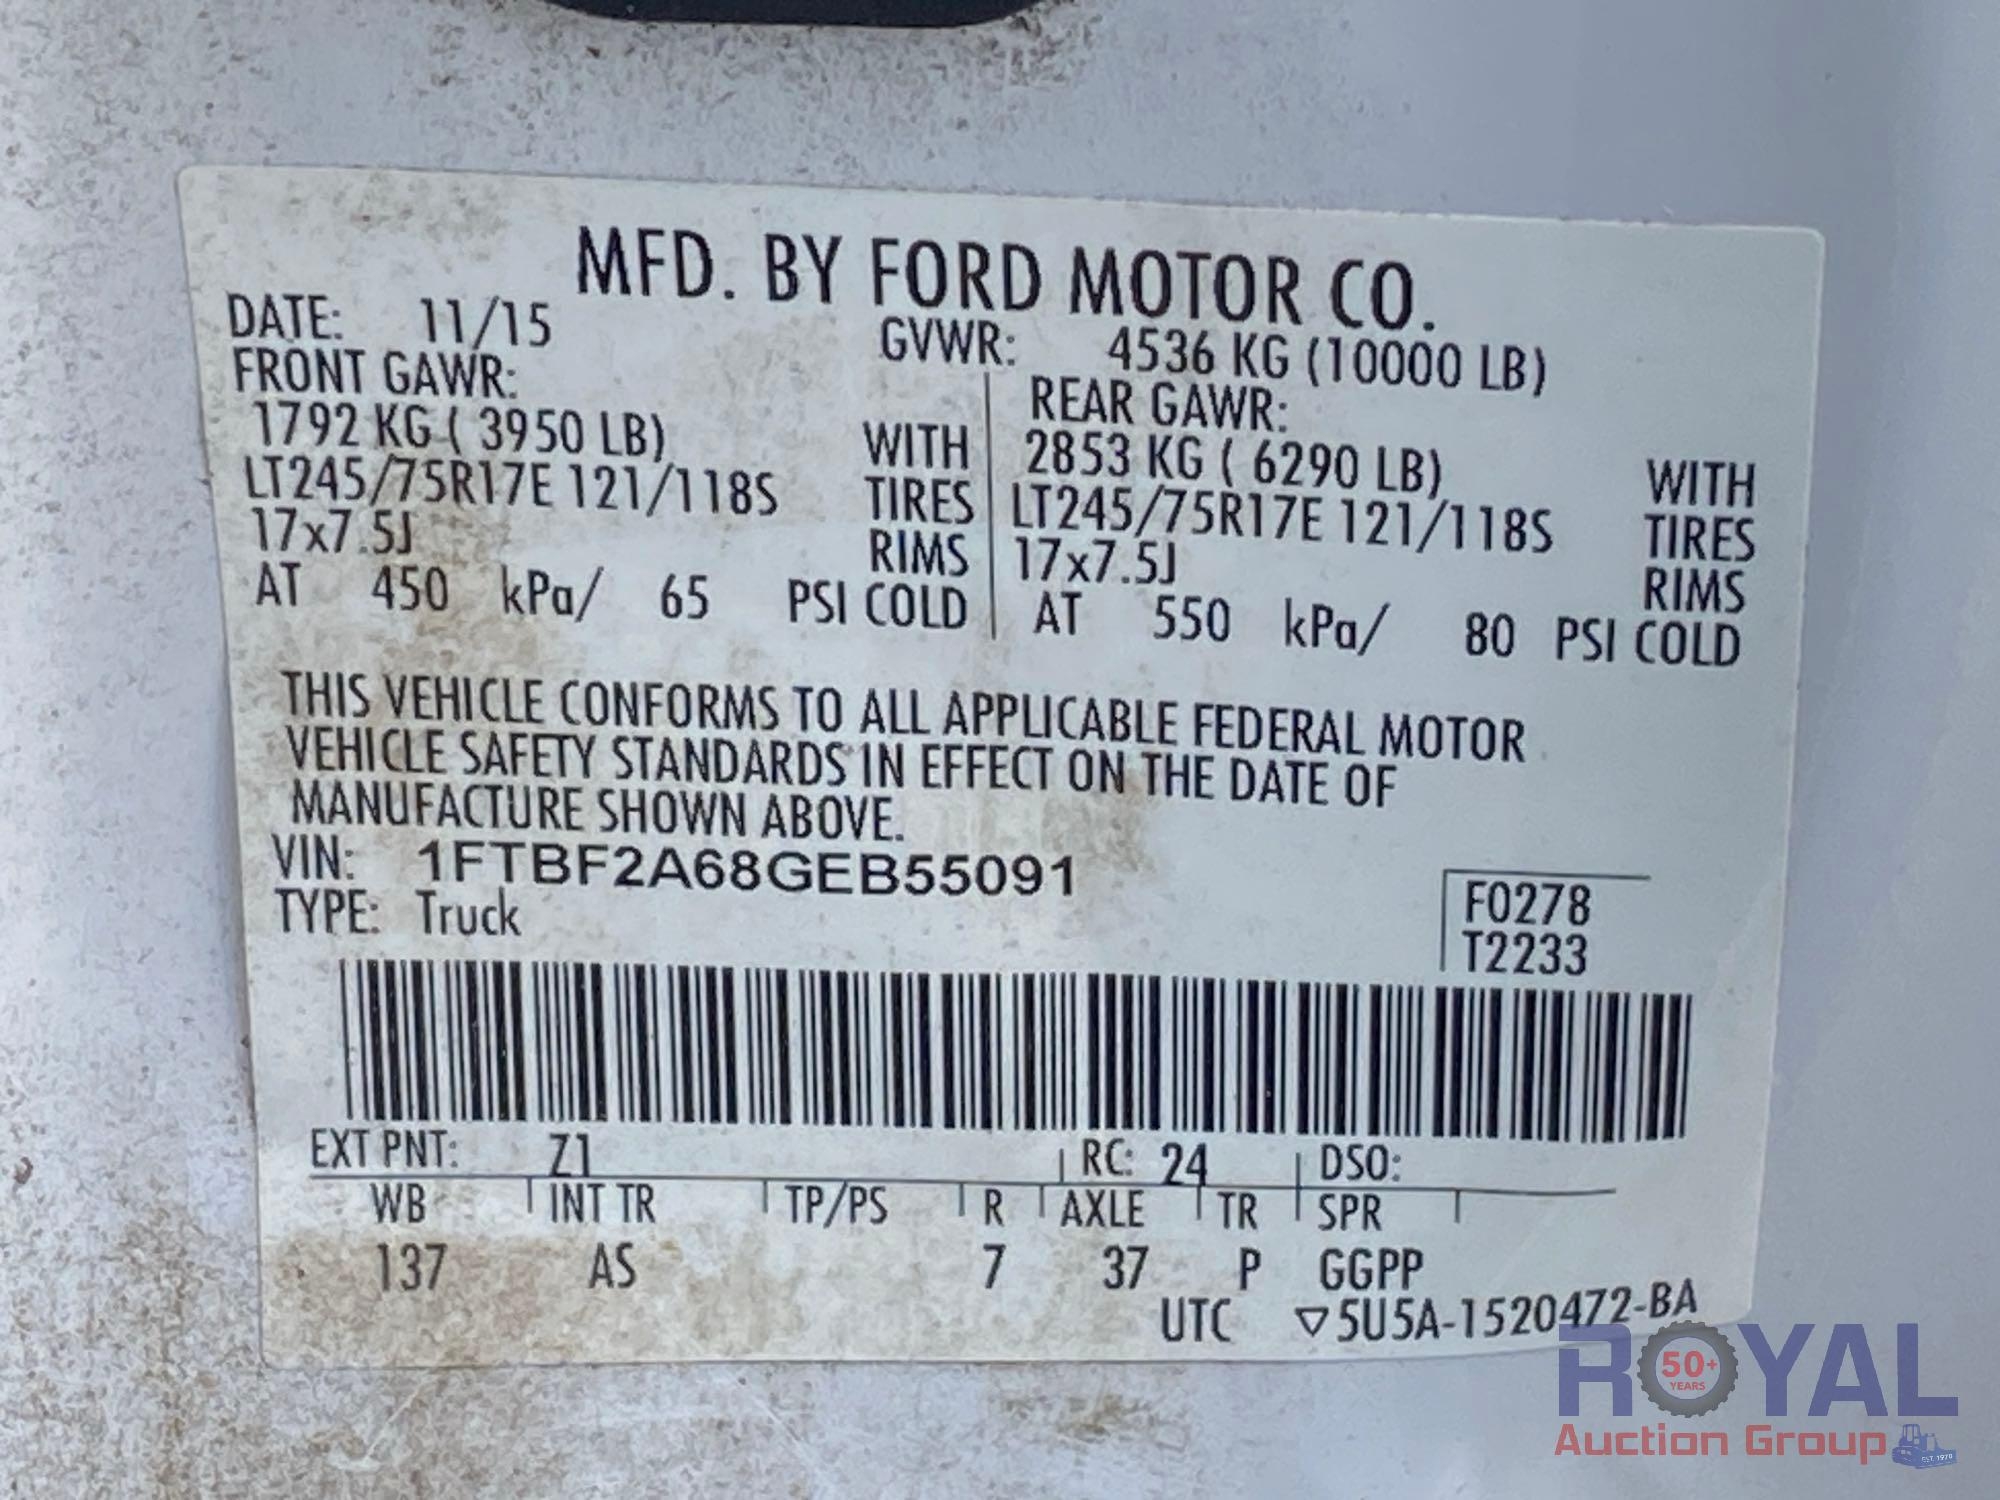 MFD. BY FORD MOTOR CO.
DATE: 11/15 GVWR: 4536 KG (10000 LB)
FRONT GAWR: REAR GAWR:
1792 KG ( 3950 LB) WITH 2853 KG ( 6290 LB) WITH
LT245/75R17E 121/118S TIRES LT245/75R17E 121/118S TIRES
17x7.5J RIMS 17x7.5J RIMS
AT 450 kPa/ 65 PSI COLD AT 550 kPa/ 80 PSI COLD
THIS VEHICLE CONFORMS TO ALL APPLICABLE FEDERAL MOTOR
VEHICLE SAFETY STANDARDS IN EFFECT ON THE DATE OF
MANUFACTURE SHOWN ABOVE.
VIN: 1FTBF2A68GEB55091
TYPE: Truck
F0278
T2233
EXT PNT: Z1 RC: 24 DSO:
WB INT TR TP/PS R AXLE TR SPR
137 AS 7 37 P GGPP
UTC ▽5U5A-1520472-BA
ROYAL
50+
YEARS
Auction Group
EST. 1970